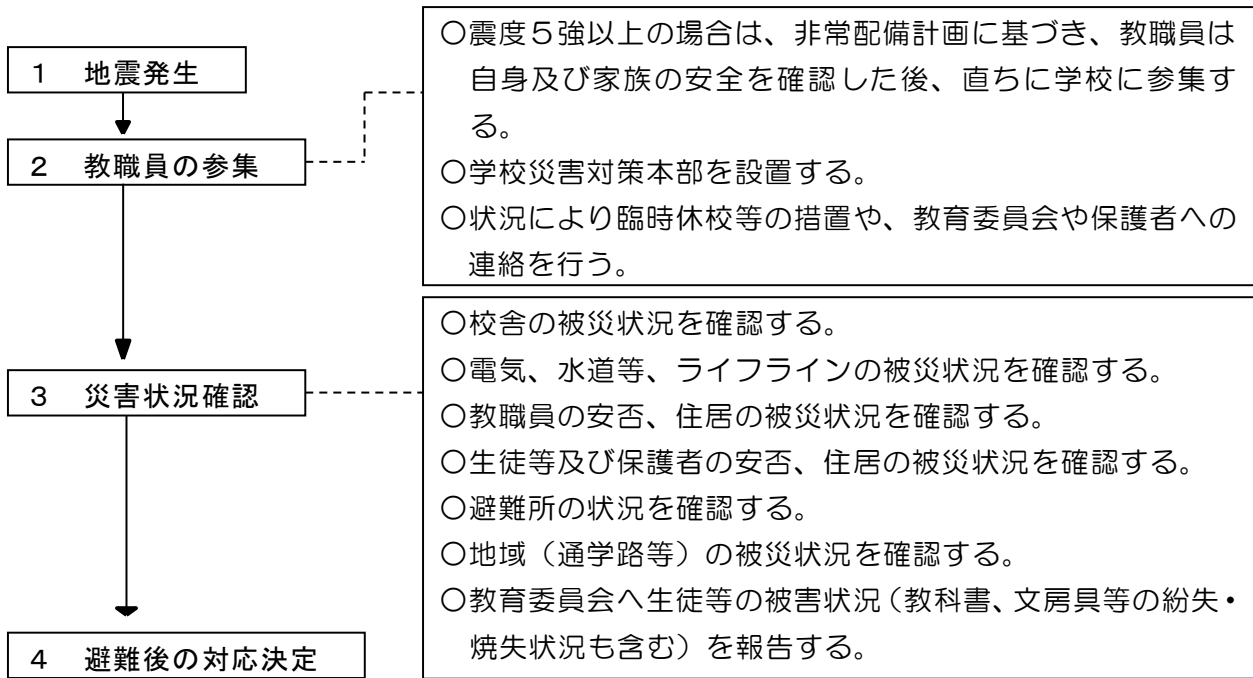 １　地震発生
２　教職員の参集
○震度５強以上の場合は、非常配備計画に基づき、教職員は
自身及び家族の安全を確認した後、直ちに学校に参集す
る。
○学校災害対策本部を設置する。
○状況により臨時休校等の措置や、教育委員会や保護者への
連絡を行う。
３　災害状況確認
○校舎の被災状況を確認する。
○電気、水道等、ライフラインの被災状況を確認する。
○教職員の安否、住居の被災状況を確認する。
○生徒等及び保護者の安否、住居の被災状況を確認する。
○避難所の状況を確認する。
○地域（通学路等）の被災状況を確認する。
○教育委員会へ生徒等の被害状況（教科書、文房具等の紛失・
焼失状況も含む）を報告する。
４　避難後の対応決定